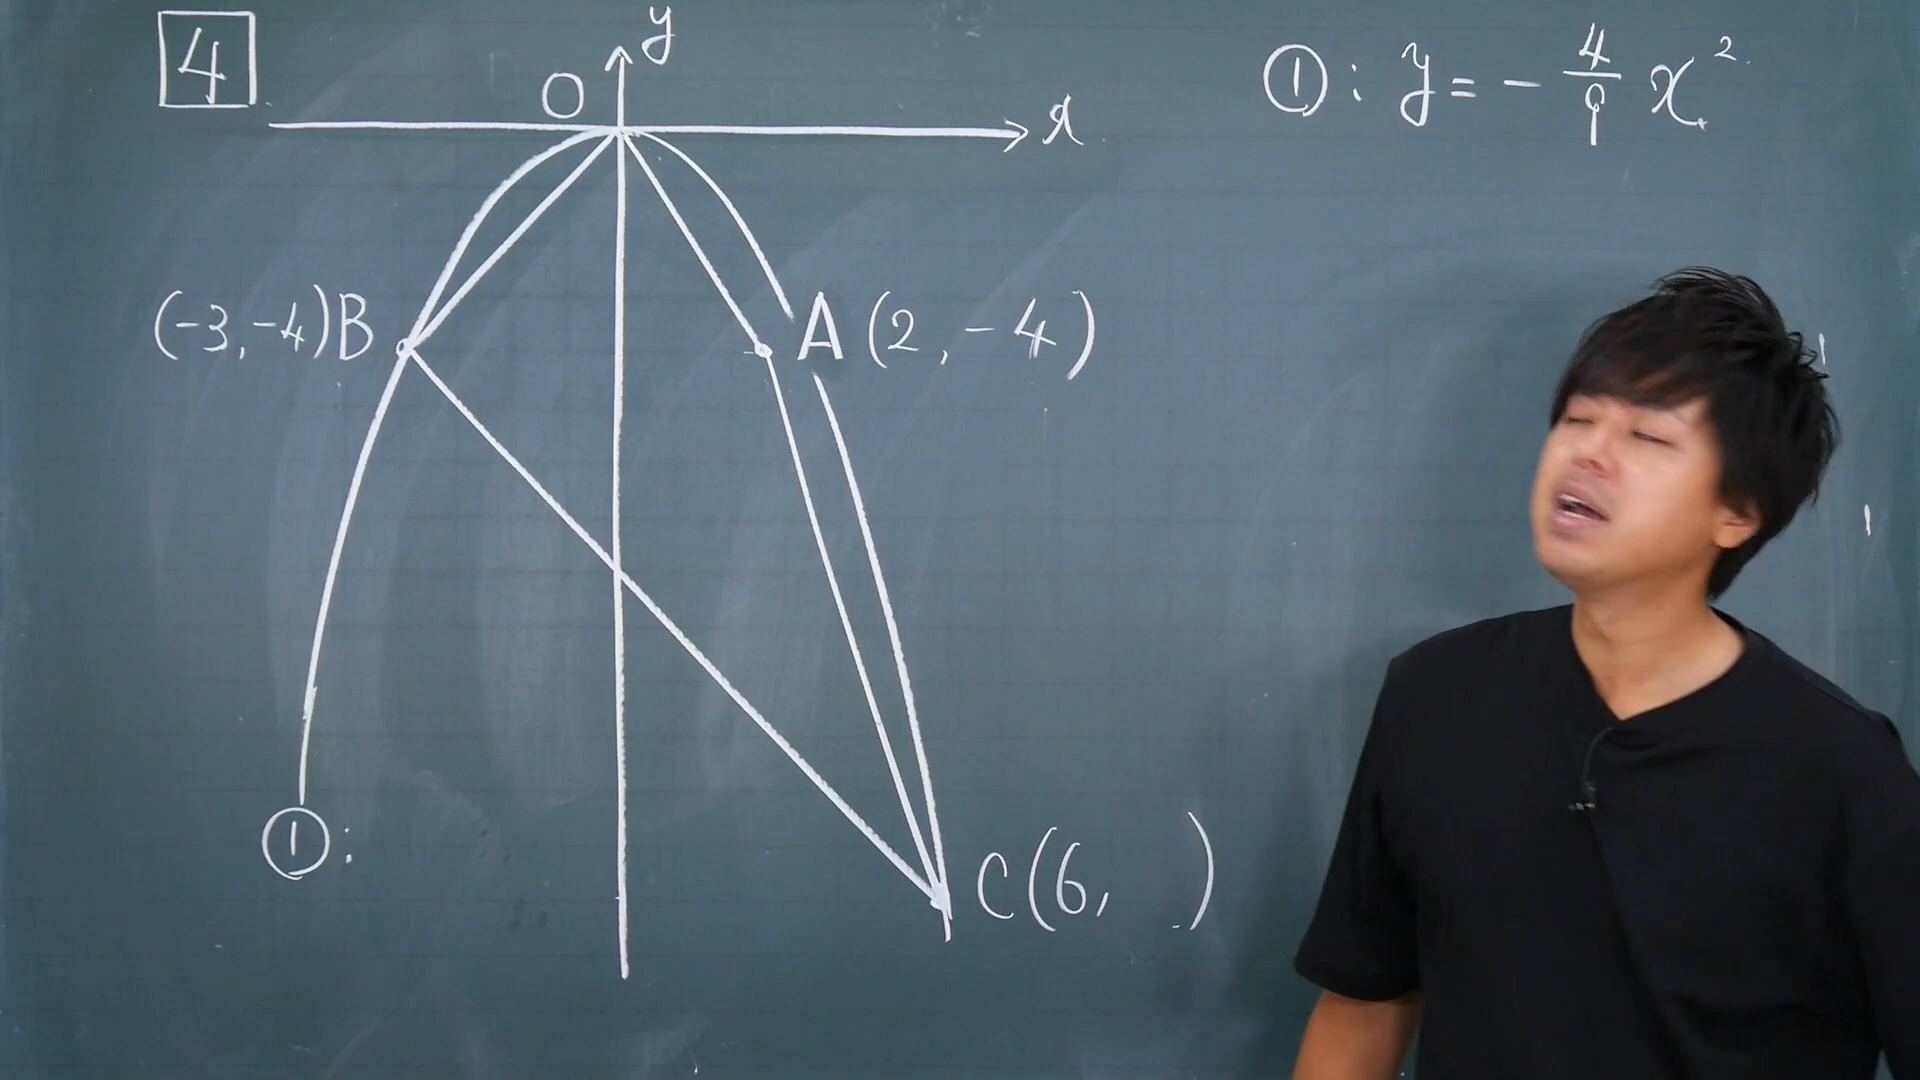 4
y
O
x
① : y = - 4/9 x²
(-3, -4) B
A (2, -4)
① :
C (6, )